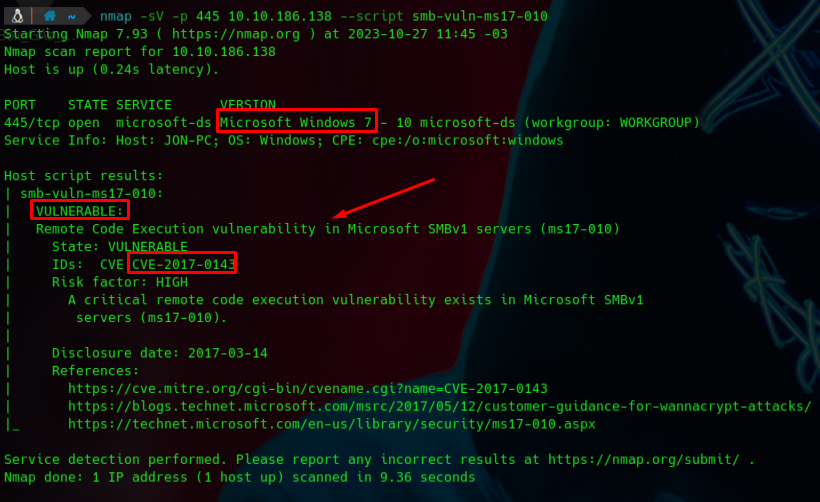 ~ nmap -sV -p 445 10.10.186.138 --script smb-vuln-ms17-010
Starting Nmap 7.93 ( https://nmap.org ) at 2023-10-27 11:45 -03
Nmap scan report for 10.10.186.138
Host is up (0.24s latency).
PORT    STATE SERVICE      VERSION
445/tcp open  microsoft-ds Microsoft Windows 7 - 10 microsoft-ds (workgroup: WORKGROUP)
Service Info: Host: JON-PC; OS: Windows; CPE: cpe:/o:microsoft:windows
Host script results:
| smb-vuln-ms17-010:
|   VULNERABLE:
|   Remote Code Execution vulnerability in Microsoft SMBv1 servers (ms17-010)
|     State: VULNERABLE
|     IDs:  CVE CVE-2017-0143
|     Risk factor: HIGH
|       A critical remote code execution vulnerability exists in Microsoft SMBv1
|        servers (ms17-010).
|
|     Disclosure date: 2017-03-14
|     References:
|       https://cve.mitre.org/cgi-bin/cvename.cgi?name=CVE-2017-0143
|       https://blogs.technet.microsoft.com/msrc/2017/05/12/customer-guidance-for-wannacrypt-attacks/
|_      https://technet.microsoft.com/en-us/library/security/ms17-010.aspx
Service detection performed. Please report any incorrect results at https://nmap.org/submit/ .
Nmap done: 1 IP address (1 host up) scanned in 9.36 seconds